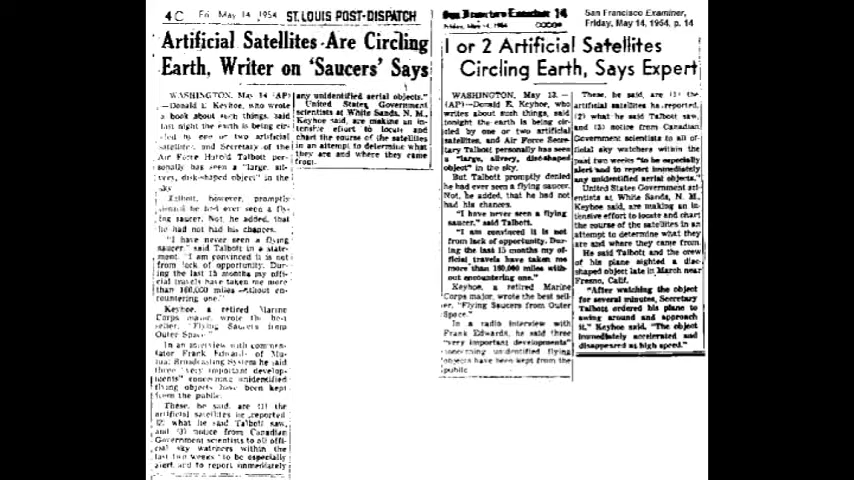 4C Fri May 14, 1954 ST. LOUIS POST-DISPATCH
Artificial Satellites Are Circling
Earth, Writer on 'Saucers' Says
WASHINGTON, May 14 (AP)
—Donald E. Keyhoe, who wrote
a book about such things, said
last night the earth is being cir-
cled by one or two artificial
satellites, and Secretary of the
Air Force Harold Talbott per-
sonally has seen a "large, sil-
very, disk-shaped object" in the
sky
Talbott, however, promptly
denied he had ever seen a fly-
ing saucer. Not, he added, that
he had not had his chances.
"I have never seen a flying
saucer," said Talbott in a state-
ment. "I am convinced it is not
from lack of opportunity. Dur-
ing the last 15 months my offi-
cial travels have taken me more
than 160,000 miles without en-
countering one."
Keyhoe, a retired Marine
Corps major, wrote the best
seller, "Flying Saucers from
Outer Space."
In an interview with commen-
tator Frank Edwards of Mu-
tual Broadcasting System he said
three "very important develop-
ments" concerning unidentified
flying objects have been kept
from the public.
These, he said, are (1) the
artificial satellites he reported
(2) what he said Talbott saw,
and (3) notice from Canadian
Government scientists to all offi-
cial sky watchers within the
last two weeks "to be especially
alert and to report immediately
any unidentified aerial objects."
United States Government
scientists at White Sands, N. M.,
Keyhoe said, are making an in-
tensive effort to locate and
chart the course of the satellites
in an attempt to determine what
they are and where they came
from.
San Francisco Examiner 14
San Francisco Examiner,
Friday, May 14, 1954, p. 14
1 or 2 Artificial Satellites
Circling Earth, Says Expert
WASHINGTON, May 13.—
(AP)—Donald E. Keyhoe, who
writes about such things, said
tonight the earth is being cir-
cled by one or two artificial
satellites, and Air Force Secre-
tary Talbott personally has seen
a "large, silvery, disc-shaped
object" in the sky.
But Talbott promptly denied
he had ever seen a flying saucer.
Not, he added, that he had not
had his chances.
"I have never seen a flying
saucer," said Talbott.
"I am convinced it is not
from lack of opportunity. Dur-
ing the last 15 months my of-
ficial travels have taken me
more than 160,000 miles with-
out encountering one."
Keyhoe, a retired Marine
Corps major, wrote the best sell-
er, "Flying Saucers from Outer
Space."
In a radio interview with
Frank Edwards, he said three
"very important developments"
concerning unidentified flying
objects have been kept from the
public
These, he said, are (1) the
artificial satellites he reported,
(2) what he said Talbott saw,
and (3) notice from Canadian
Government scientists to all of-
ficial sky watchers within the
past two weeks "to be especially
alert and to report immediately
any unidentified aerial objects."
United States Government sci-
entists at White Sands, N. M.,
Keyhoe said, are making an in-
tensive effort to locate and chart
the course of the satellites in an
attempt to determine what they
are and where they came from.
He said Talbott and the crew
of his plane sighted a disc-
shaped object late in March near
Fresno, Calif.
"After watching the object
for several minutes, Secretary
Talbott ordered his plane to
swing around and approach
it," Keyhoe said. "The object
immediately accelerated and
disappeared at high speed."